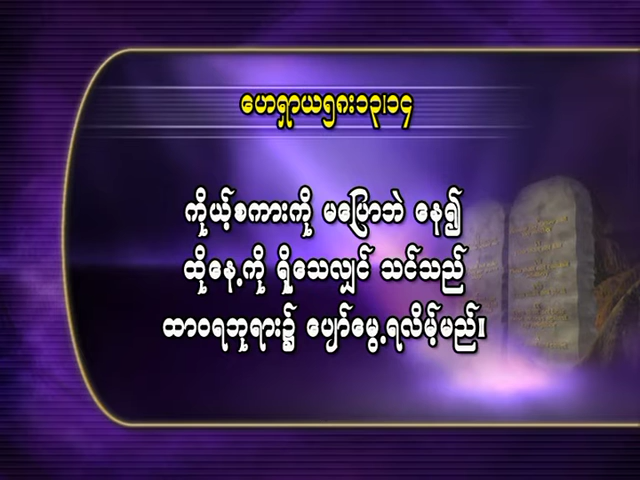 ဟေရှာယ၅၈း၁၃၊၁၄
ကိုယ့်စကားကို မပြောဘဲ နေ၍
ထိုနေ့ကို ရှိုသေလျှင် သင်သည်
ထာဝရဘုရား၌ ပျော်မွေ့ရလိမ့်မည်။